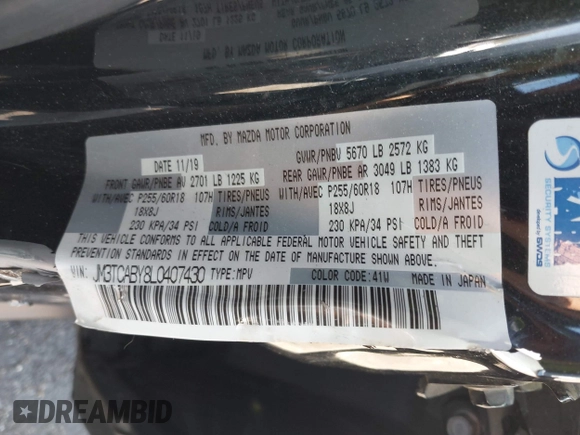 MFD. BY MAZDA MOTOR CORPORATION
DATE 11/19 GVWR/PNBV 5670 LB 2572 KG
FRONT GAWR/PNBE AV 2701 LB 1225 KG REAR GAWR/PNBE AR 3049 LB 1383 KG
WITH/AVEC P255/60R18 107H TIRES/PNEUS WITH/AVEC P255/60R18 107H TIRES/PNEUS
18X8J RIMS/JANTES 18X8J RIMS/JANTES
230 KPA/34 PSI COLD/A FROID 230 KPA/34 PSI COLD/A FROID
THIS VEHICLE CONFORMS TO ALL APPLICABLE FEDERAL MOTOR VEHICLE SAFETY AND THEFT
PREVENTION STANDARDS IN EFFECT ON THE DATE OF MANUFACTURE SHOWN ABOVE.
VIN: JM3TCABY8L0407430 TYPE:MPV COLOR CODE:41W MADE IN JAPAN
SECURITY SYSTEMS
SWDS
DREAMBID